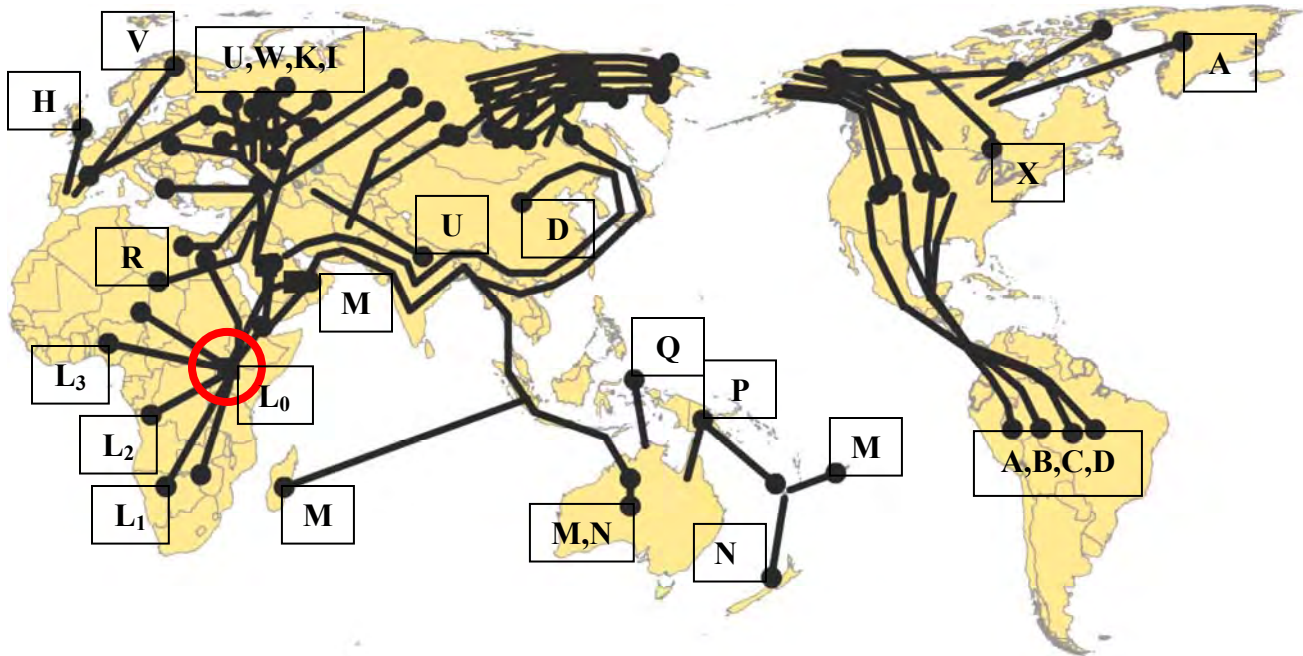 V
U,W,K,I
A
H
X
U
D
R
M
Q
P
L₃
L₀
L₂
M
A,B,C,D
L₁
M
M,N
N